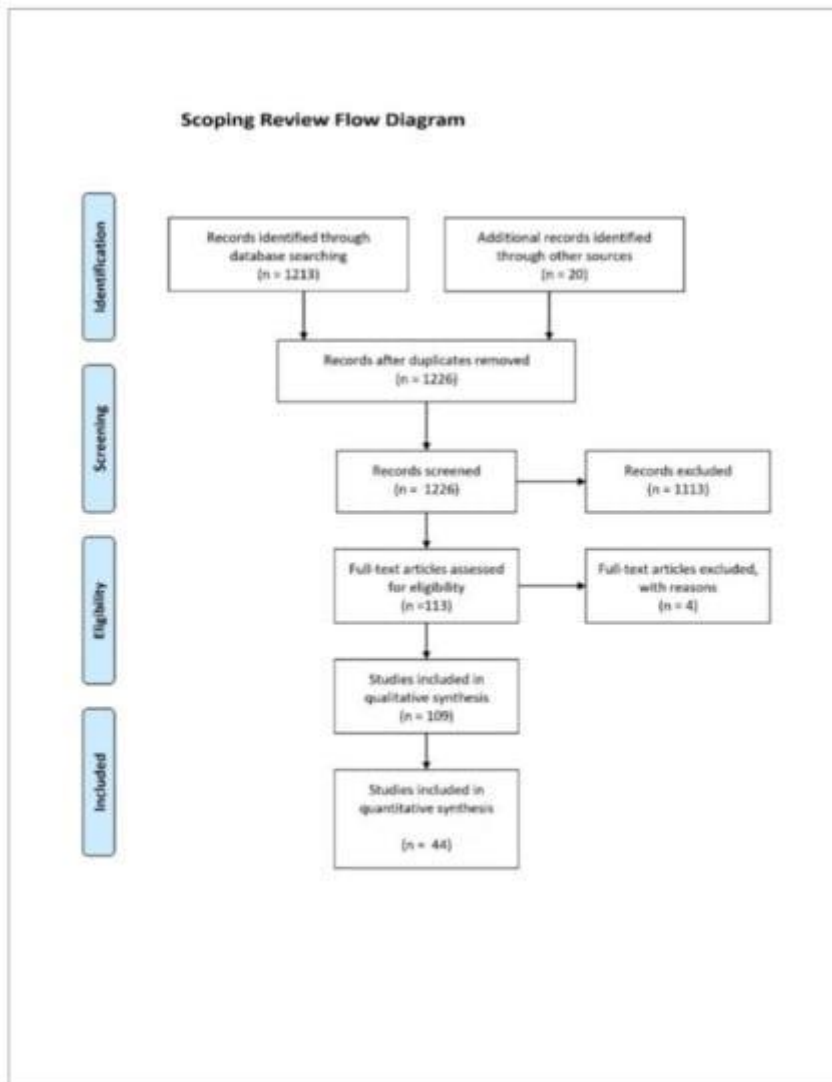 Scoping Review Flow Diagram
Identification
Records identified through
database searching
(n = 1213)
Additional records identified
through other sources
(n = 20)
Records after duplicates removed
(n = 1226)
Screening
Records screened
(n = 1226)
Records excluded
(n = 1113)
Eligibility
Full-text articles assessed
for eligibility
(n =113)
Full-text articles excluded,
with reasons
(n = 4)
Studies included in
qualitative synthesis
(n = 109)
Included
Studies included in
quantitative synthesis
(n = 44)